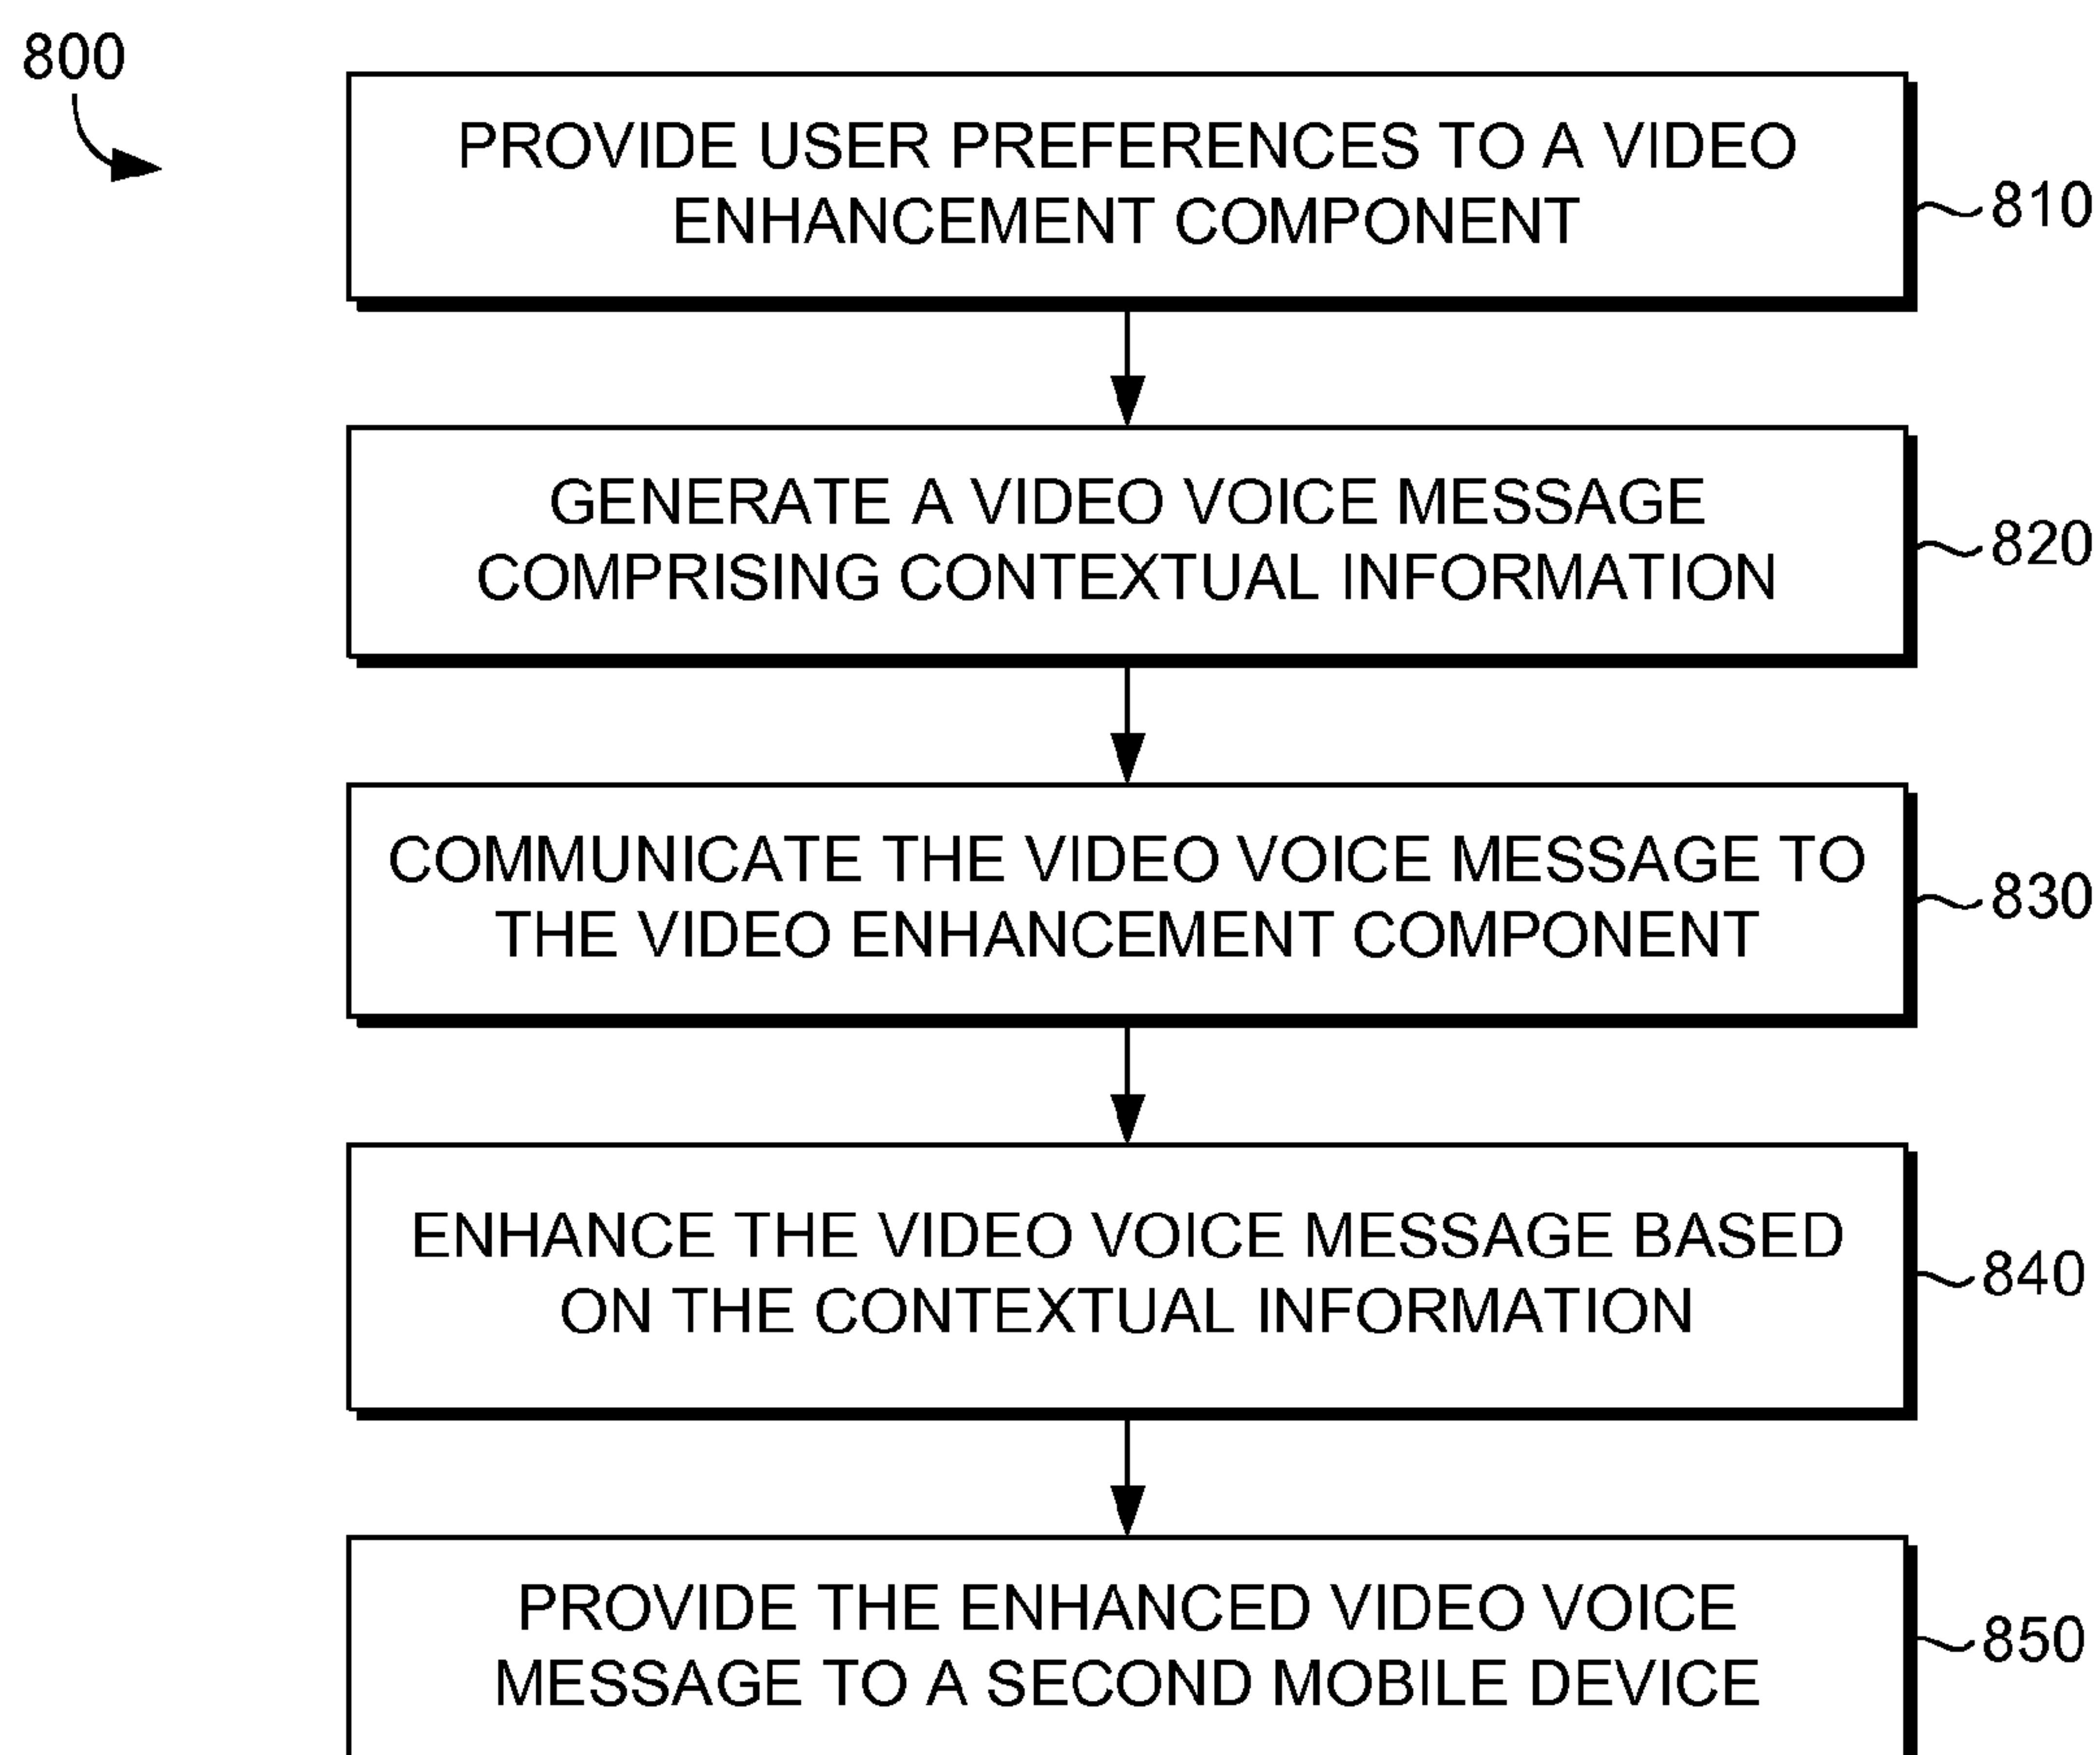 800
PROVIDE USER PREFERENCES TO A VIDEO
ENHANCEMENT COMPONENT
810
GENERATE A VIDEO VOICE MESSAGE
COMPRISING CONTEXTUAL INFORMATION
820
COMMUNICATE THE VIDEO VOICE MESSAGE TO
THE VIDEO ENHANCEMENT COMPONENT
830
ENHANCE THE VIDEO VOICE MESSAGE BASED
ON THE CONTEXTUAL INFORMATION
840
PROVIDE THE ENHANCED VIDEO VOICE
MESSAGE TO A SECOND MOBILE DEVICE
850